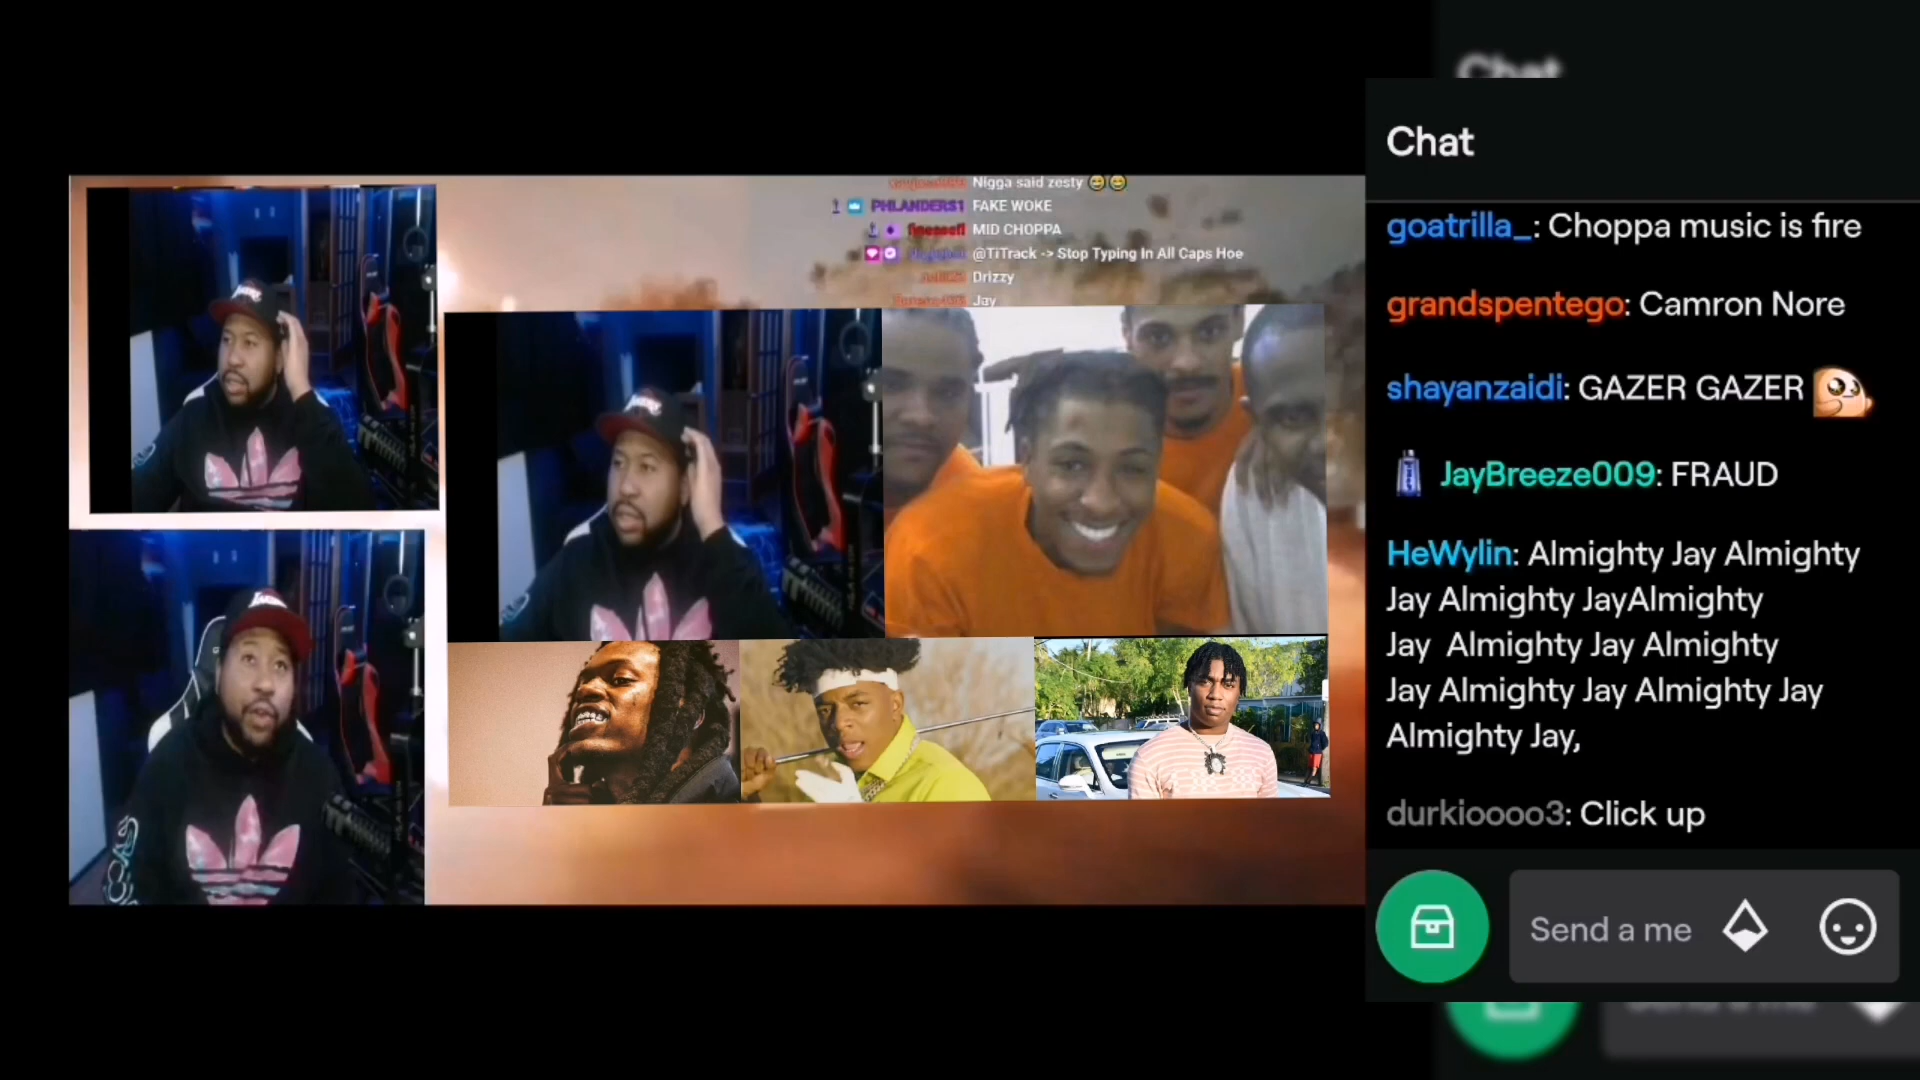 Nigga said zesty
PHLANDERS1 FAKE WOKE
MID CHOPPA
@TiTrack -> Stop Typing In All Caps Hoe
Drizzy
Jay
Chat
Chat
goatrilla_: Choppa music is fire
grandspentego: Camron Nore
shayanzaidi: GAZER GAZER
JayBreeze009: FRAUD
HeWylin: Almighty Jay Almighty
Jay Almighty JayAlmighty
Jay Almighty Jay Almighty
Jay Almighty Jay Almighty Jay
Almighty Jay,
durkioooo3: Click up
Send a me